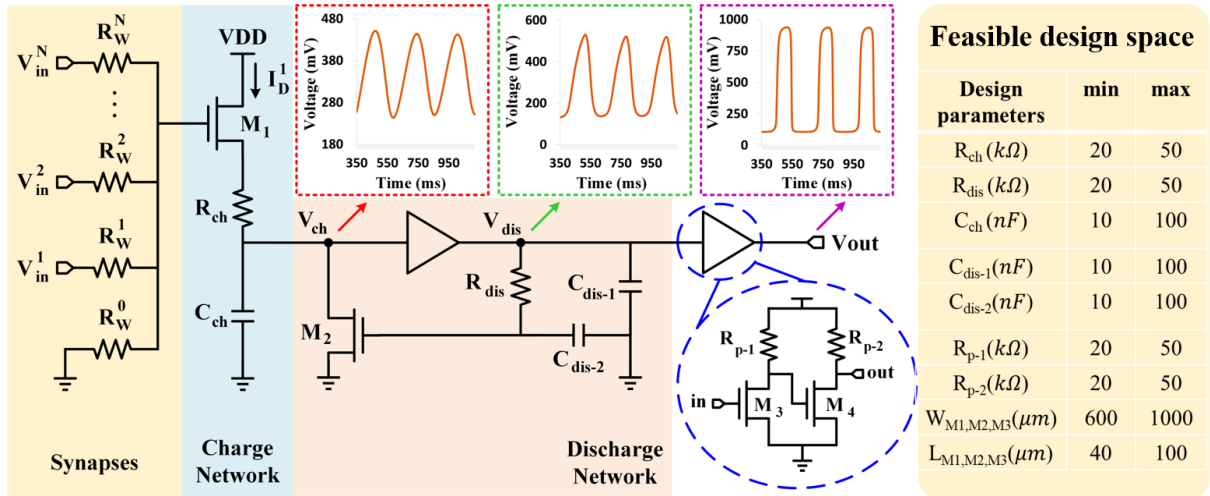 R_W^N
V_in^N
R_W^2
V_in^2
R_W^1
V_in^1
R_W^0
Synapses
VDD
I_D^1
M_1
R_ch
C_ch
Charge
Network
Voltage (mV)
450
380
280
180
350 550 750 950
Time (ms)
Voltage (mV)
600
400
200
0
350 550 750 950
Time (ms)
Voltage (mV)
1000
750
500
250
0
350 550 750 950
Time (ms)
V_ch
V_dis
R_dis
C_dis-1
C_dis-2
M_2
Discharge
Network
Vout
R_p-1
R_p-2
out
in
M_3
M_4
Feasible design space
Design parameters min max
R_ch(kΩ) 20 50
R_dis(kΩ) 20 50
C_ch(nF) 10 100
C_dis-1(nF) 10 100
C_dis-2(nF) 10 100
R_p-1(kΩ) 20 50
R_p-2(kΩ) 20 50
W_M1,M2,M3(μm) 600 1000
L_M1,M2,M3(μm) 40 100